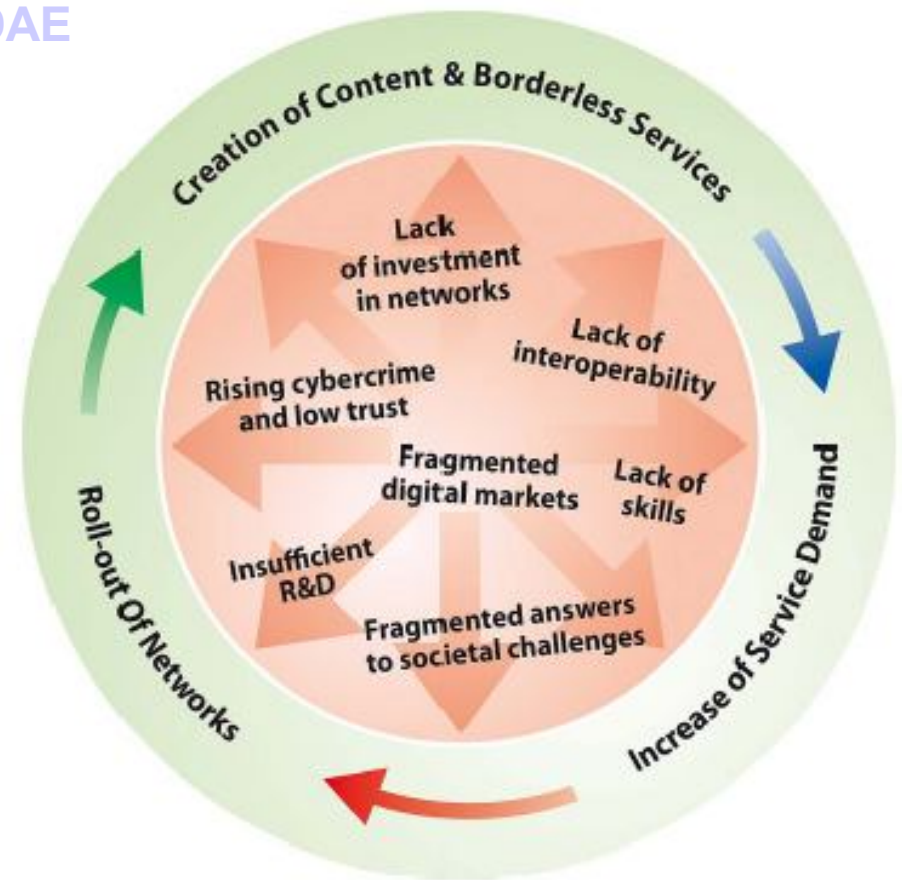 DAE
Creation of Content & Borderless Services
Lack
of investment
in networks
Lack of
interoperability
Rising cybercrime
and low trust
Fragmented
digital markets
Lack of
skills
Insufficient
R&D
Fragmented answers
to societal challenges
Increase of Service Demand
Roll-out Of Networks